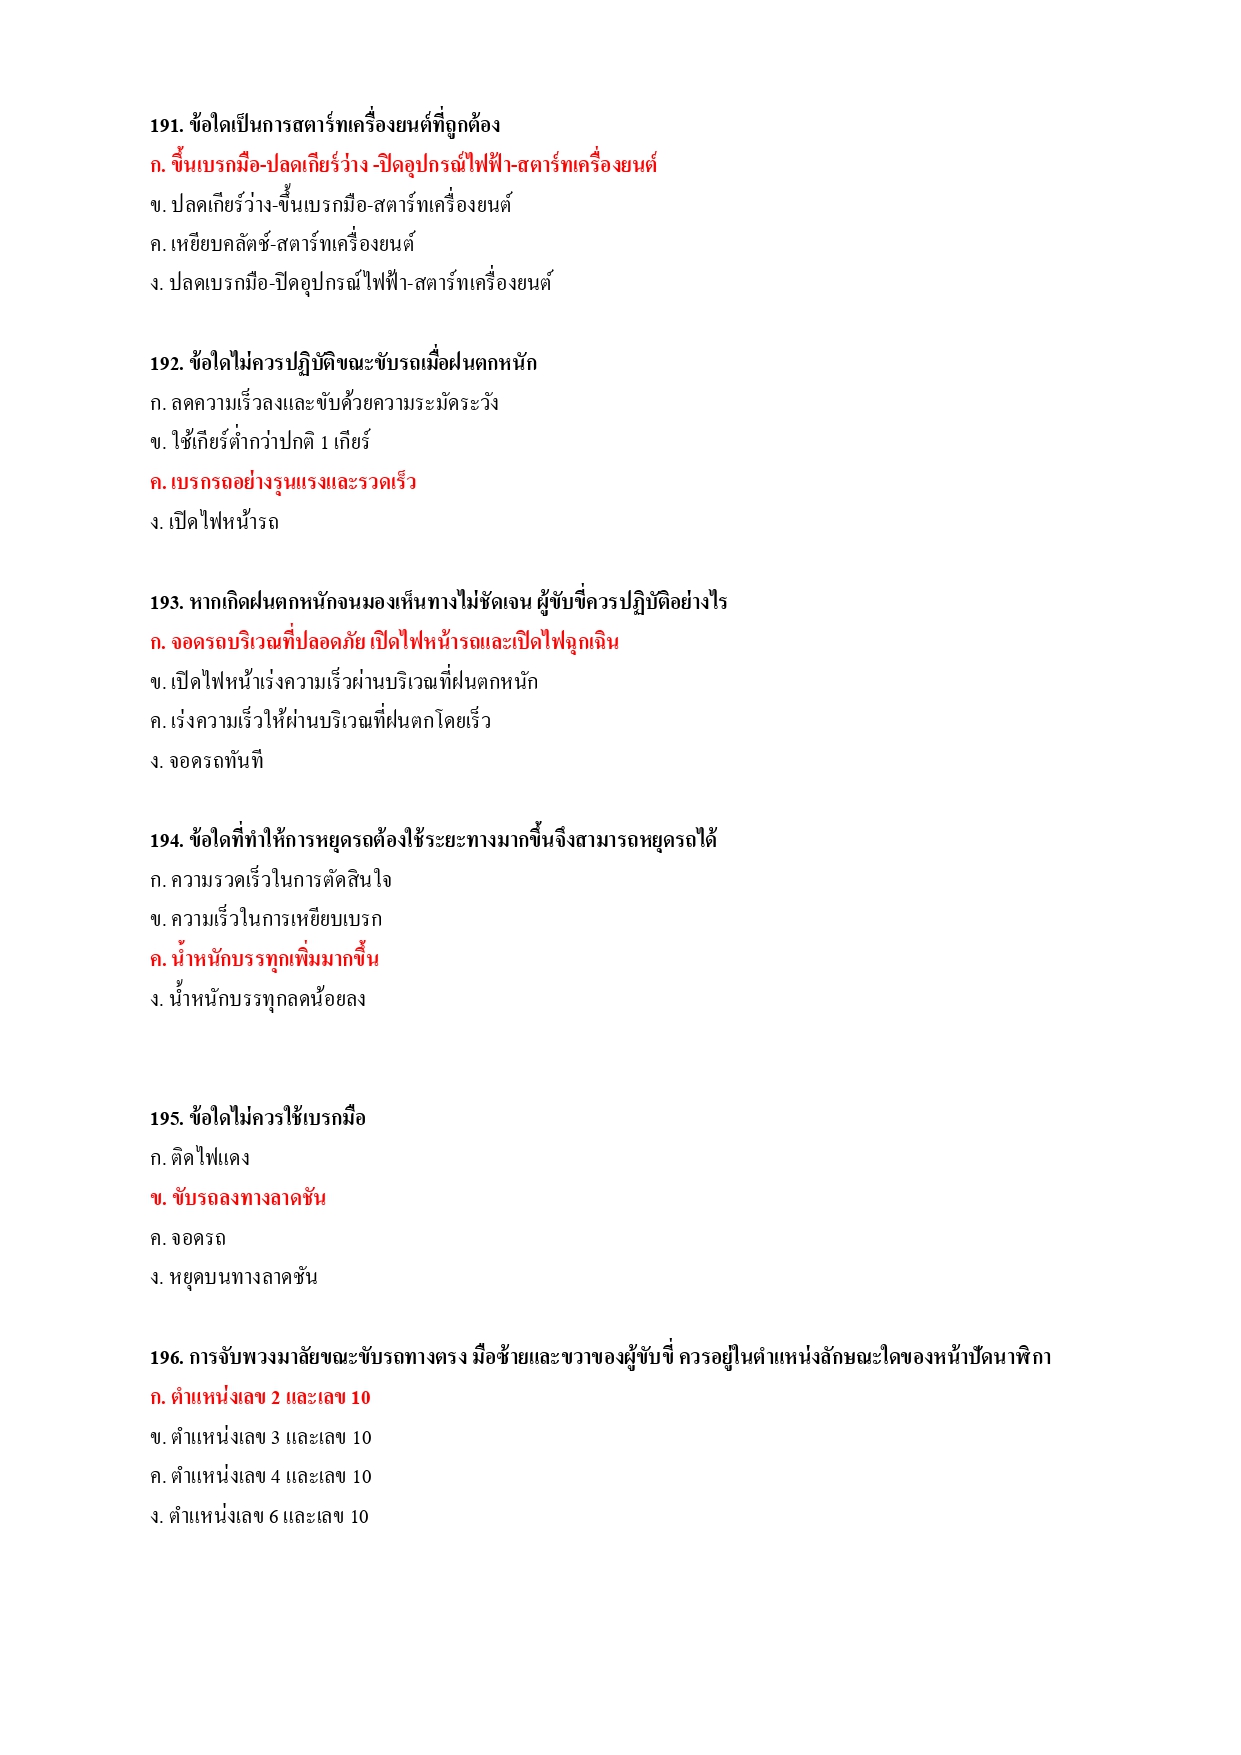 191. ข้อใดเป็นการสตาร์ทเครื่องยนต์ที่ถูกต้อง
ก. ขึ้นเบรกมือ-ปลดเกียร์ว่าง -ปิดอุปกรณ์ไฟฟ้า-สตาร์ทเครื่องยนต์
ข. ปลดเกียร์ว่าง-ขึ้นเบรกมือ-สตาร์ทเครื่องยนต์
ค. เหยียบคลัตช์-สตาร์ทเครื่องยนต์
ง. ปลดเบรกมือ-ปิดอุปกรณ์ไฟฟ้า-สตาร์ทเครื่องยนต์
192. ข้อใดไม่ควรปฏิบัติขณะขับรถเมื่อฝนตกหนัก
ก. ลดความเร็วลงและขับด้วยความระมัดระวัง
ข. ใช้เกียร์ต่ำกว่าปกติ 1 เกียร์
ค. เบรกรถอย่างรุนแรงและรวดเร็ว
ง. เปิดไฟหน้ารถ
193. หากเกิดฝนตกหนักจนมองเห็นทางไม่ชัดเจน ผู้ขับขี่ควรปฏิบัติอย่างไร
ก. จอดรถบริเวณที่ปลอดภัย เปิดไฟหน้ารถและเปิดไฟฉุกเฉิน
ข. เปิดไฟหน้าเร่งความเร็วผ่านบริเวณที่ฝนตกหนัก
ค. เร่งความเร็วให้ผ่านบริเวณที่ฝนตกโดยเร็ว
ง. จอดรถทันที
194. ข้อใดที่ทำให้การหยุดรถต้องใช้ระยะทางมากขึ้นจึงสามารถหยุดรถได้
ก. ความรวดเร็วในการตัดสินใจ
ข. ความเร็วในการเหยียบเบรก
ค. น้ำหนักบรรทุกเพิ่มมากขึ้น
ง. น้ำหนักบรรทุกลดน้อยลง
195. ข้อใดไม่ควรใช้เบรกมือ
ก. ติดไฟแดง
ข. ขับรถลงทางลาดชัน
ค. จอดรถ
ง. หยุดบนทางลาดชัน
196. การจับพวงมาลัยขณะขับรถทางตรง มือซ้ายและขวาของผู้ขับขี่ ควรอยู่ในตำแหน่งลักษณะใดของหน้าปัดนาฬิกา
ก. ตำแหน่งเลข 2 และเลข 10
ข. ตำแหน่งเลข 3 และเลข 10
ค. ตำแหน่งเลข 4 และเลข 10
ง. ตำแหน่งเลข 6 และเลข 10